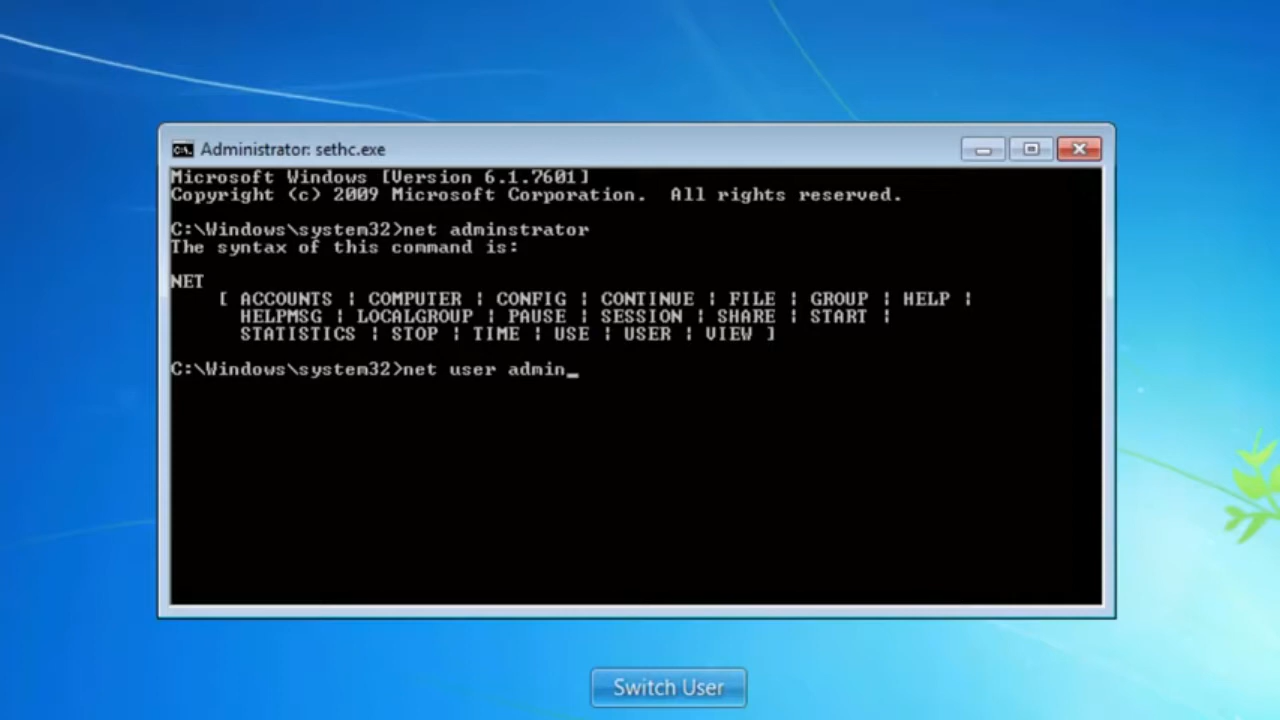 Administrator: sethc.exe
Microsoft Windows [Version 6.1.7601]
Copyright (c) 2009 Microsoft Corporation.  All rights reserved.
C:\Windows\system32>net adminstrator
The syntax of this command is:
NET
[ ACCOUNTS | COMPUTER | CONFIG | CONTINUE | FILE | GROUP | HELP |
HELPMSG | LOCALGROUP | PAUSE | SESSION | SHARE | START |
STATISTICS | STOP | TIME | USE | USER | VIEW ]
C:\Windows\system32>net user admin_
Switch User